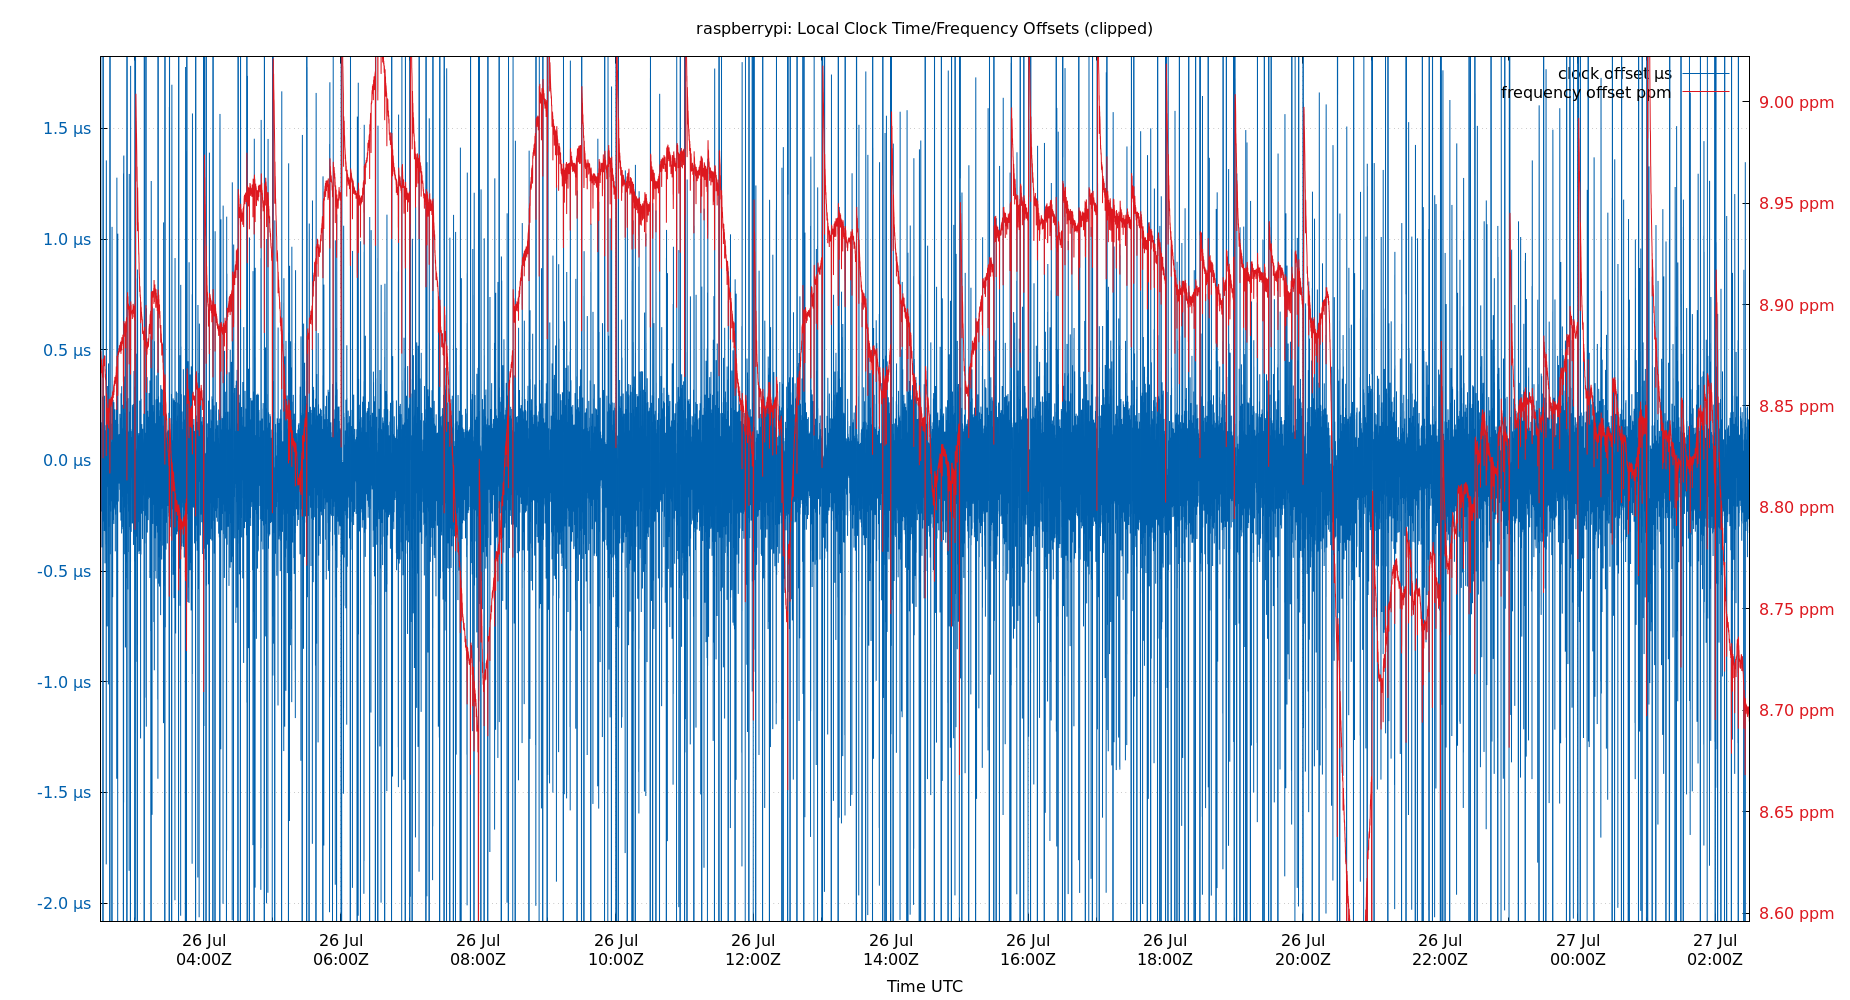 raspberrypi: Local Clock Time/Frequency Offsets (clipped)
clock offset µs
frequency offset ppm
1.5 µs
1.0 µs
0.5 µs
0.0 µs
-0.5 µs
-1.0 µs
-1.5 µs
-2.0 µs
9.00 ppm
8.95 ppm
8.90 ppm
8.85 ppm
8.80 ppm
8.75 ppm
8.70 ppm
8.65 ppm
8.60 ppm
26 Jul 26 Jul 26 Jul 26 Jul 26 Jul 26 Jul 26 Jul 26 Jul 26 Jul 26 Jul 27 Jul 27 Jul
04:00Z 06:00Z 08:00Z 10:00Z 12:00Z 14:00Z 16:00Z 18:00Z 20:00Z 22:00Z 00:00Z 02:00Z
Time UTC